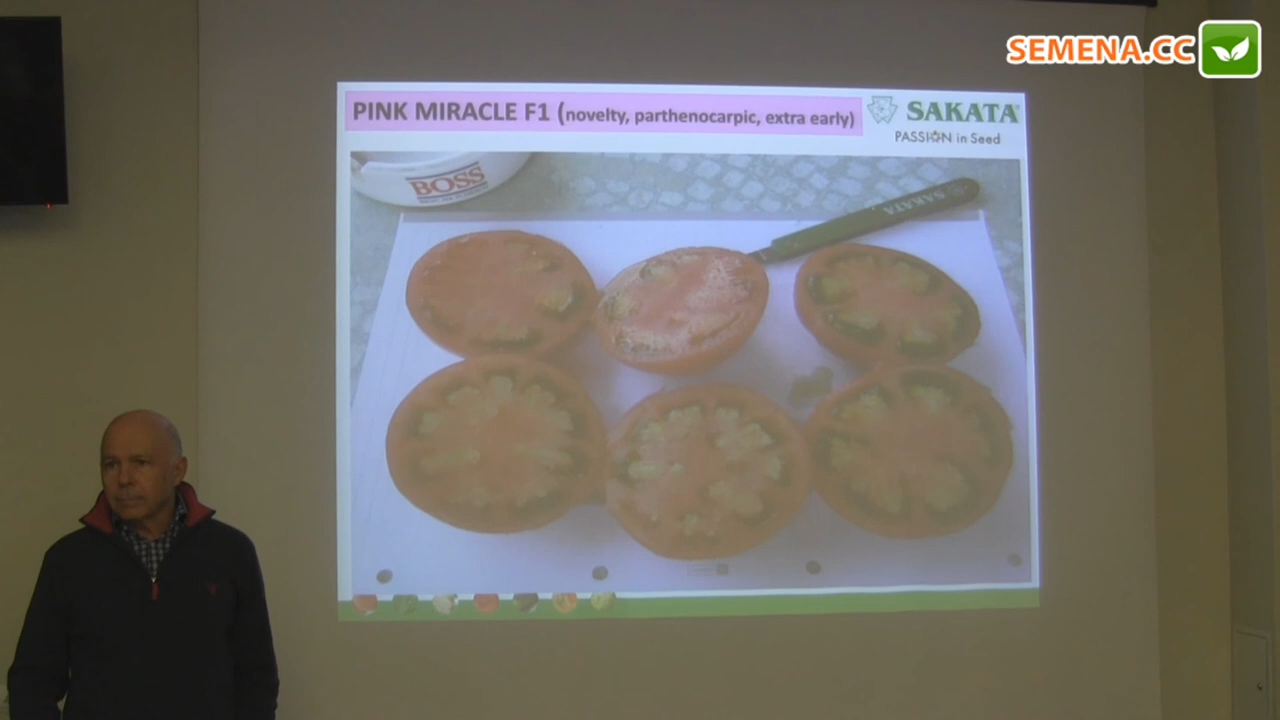 SEMENA.CC
PINK MIRACLE F1 (novelty, parthenocarpic, extra early)
SAKATA
PASSION in Seed
BOSS
SAKATA